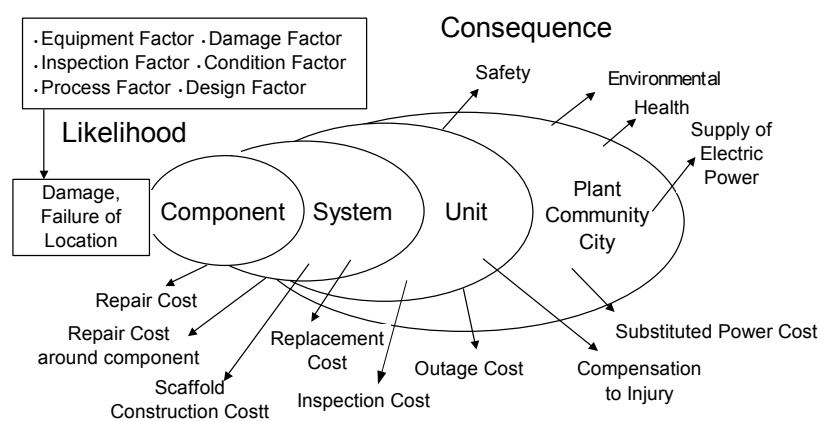 Consequence
· Equipment Factor · Damage Factor
· Inspection Factor · Condition Factor
· Process Factor · Design Factor
Likelihood
Safety
Environmental
Health
Supply of
Electric
Power
Damage,
Failure of
Location
Component
System
Unit
Plant
Community
City
Repair Cost
Repair Cost
around component
Scaffold
Construction Costt
Replacement
Cost
Inspection Cost
Outage Cost
Substituted Power Cost
Compensation
to Injury